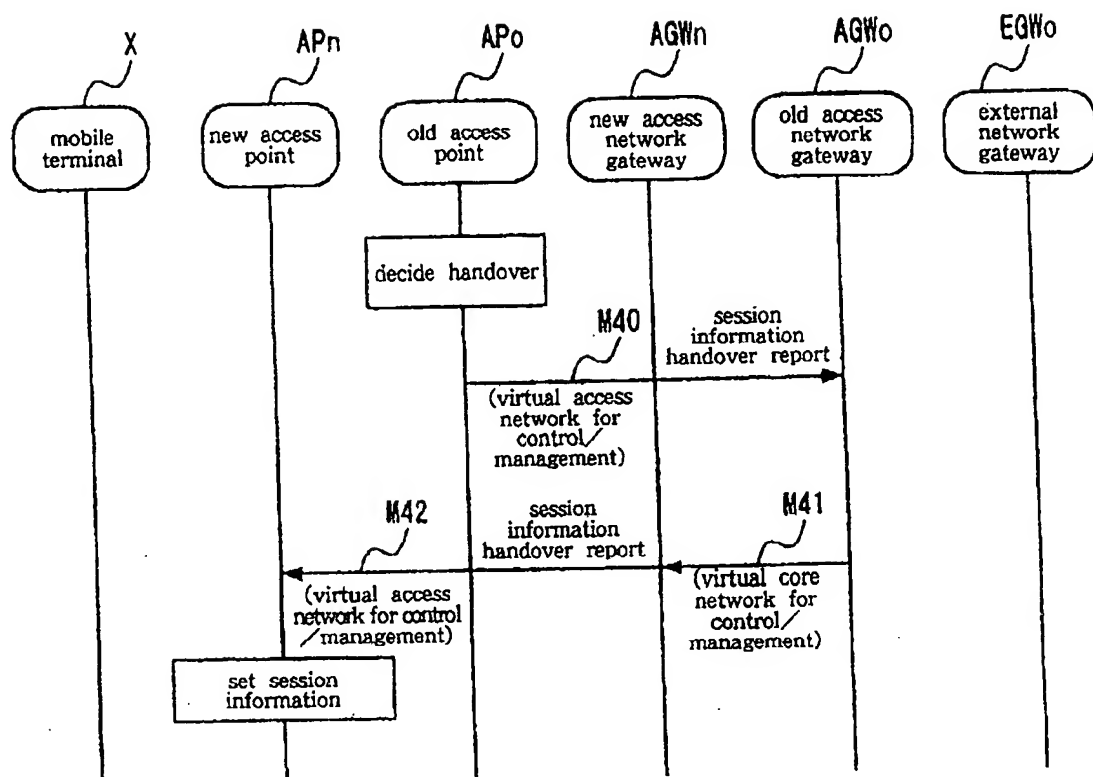 X
APn
APo
AGWn
AGWo
EGWo
mobile
terminal
new access
point
old access
point
new access
network
gateway
old access
network
gateway
external
network
gateway
decide handover
M40
session
information
handover report
(virtual access
network for
control/
management)
M42
session
information
handover report
M41
(virtual access
network for control
/management)
(virtual core
network for
control/
management)
set session
information